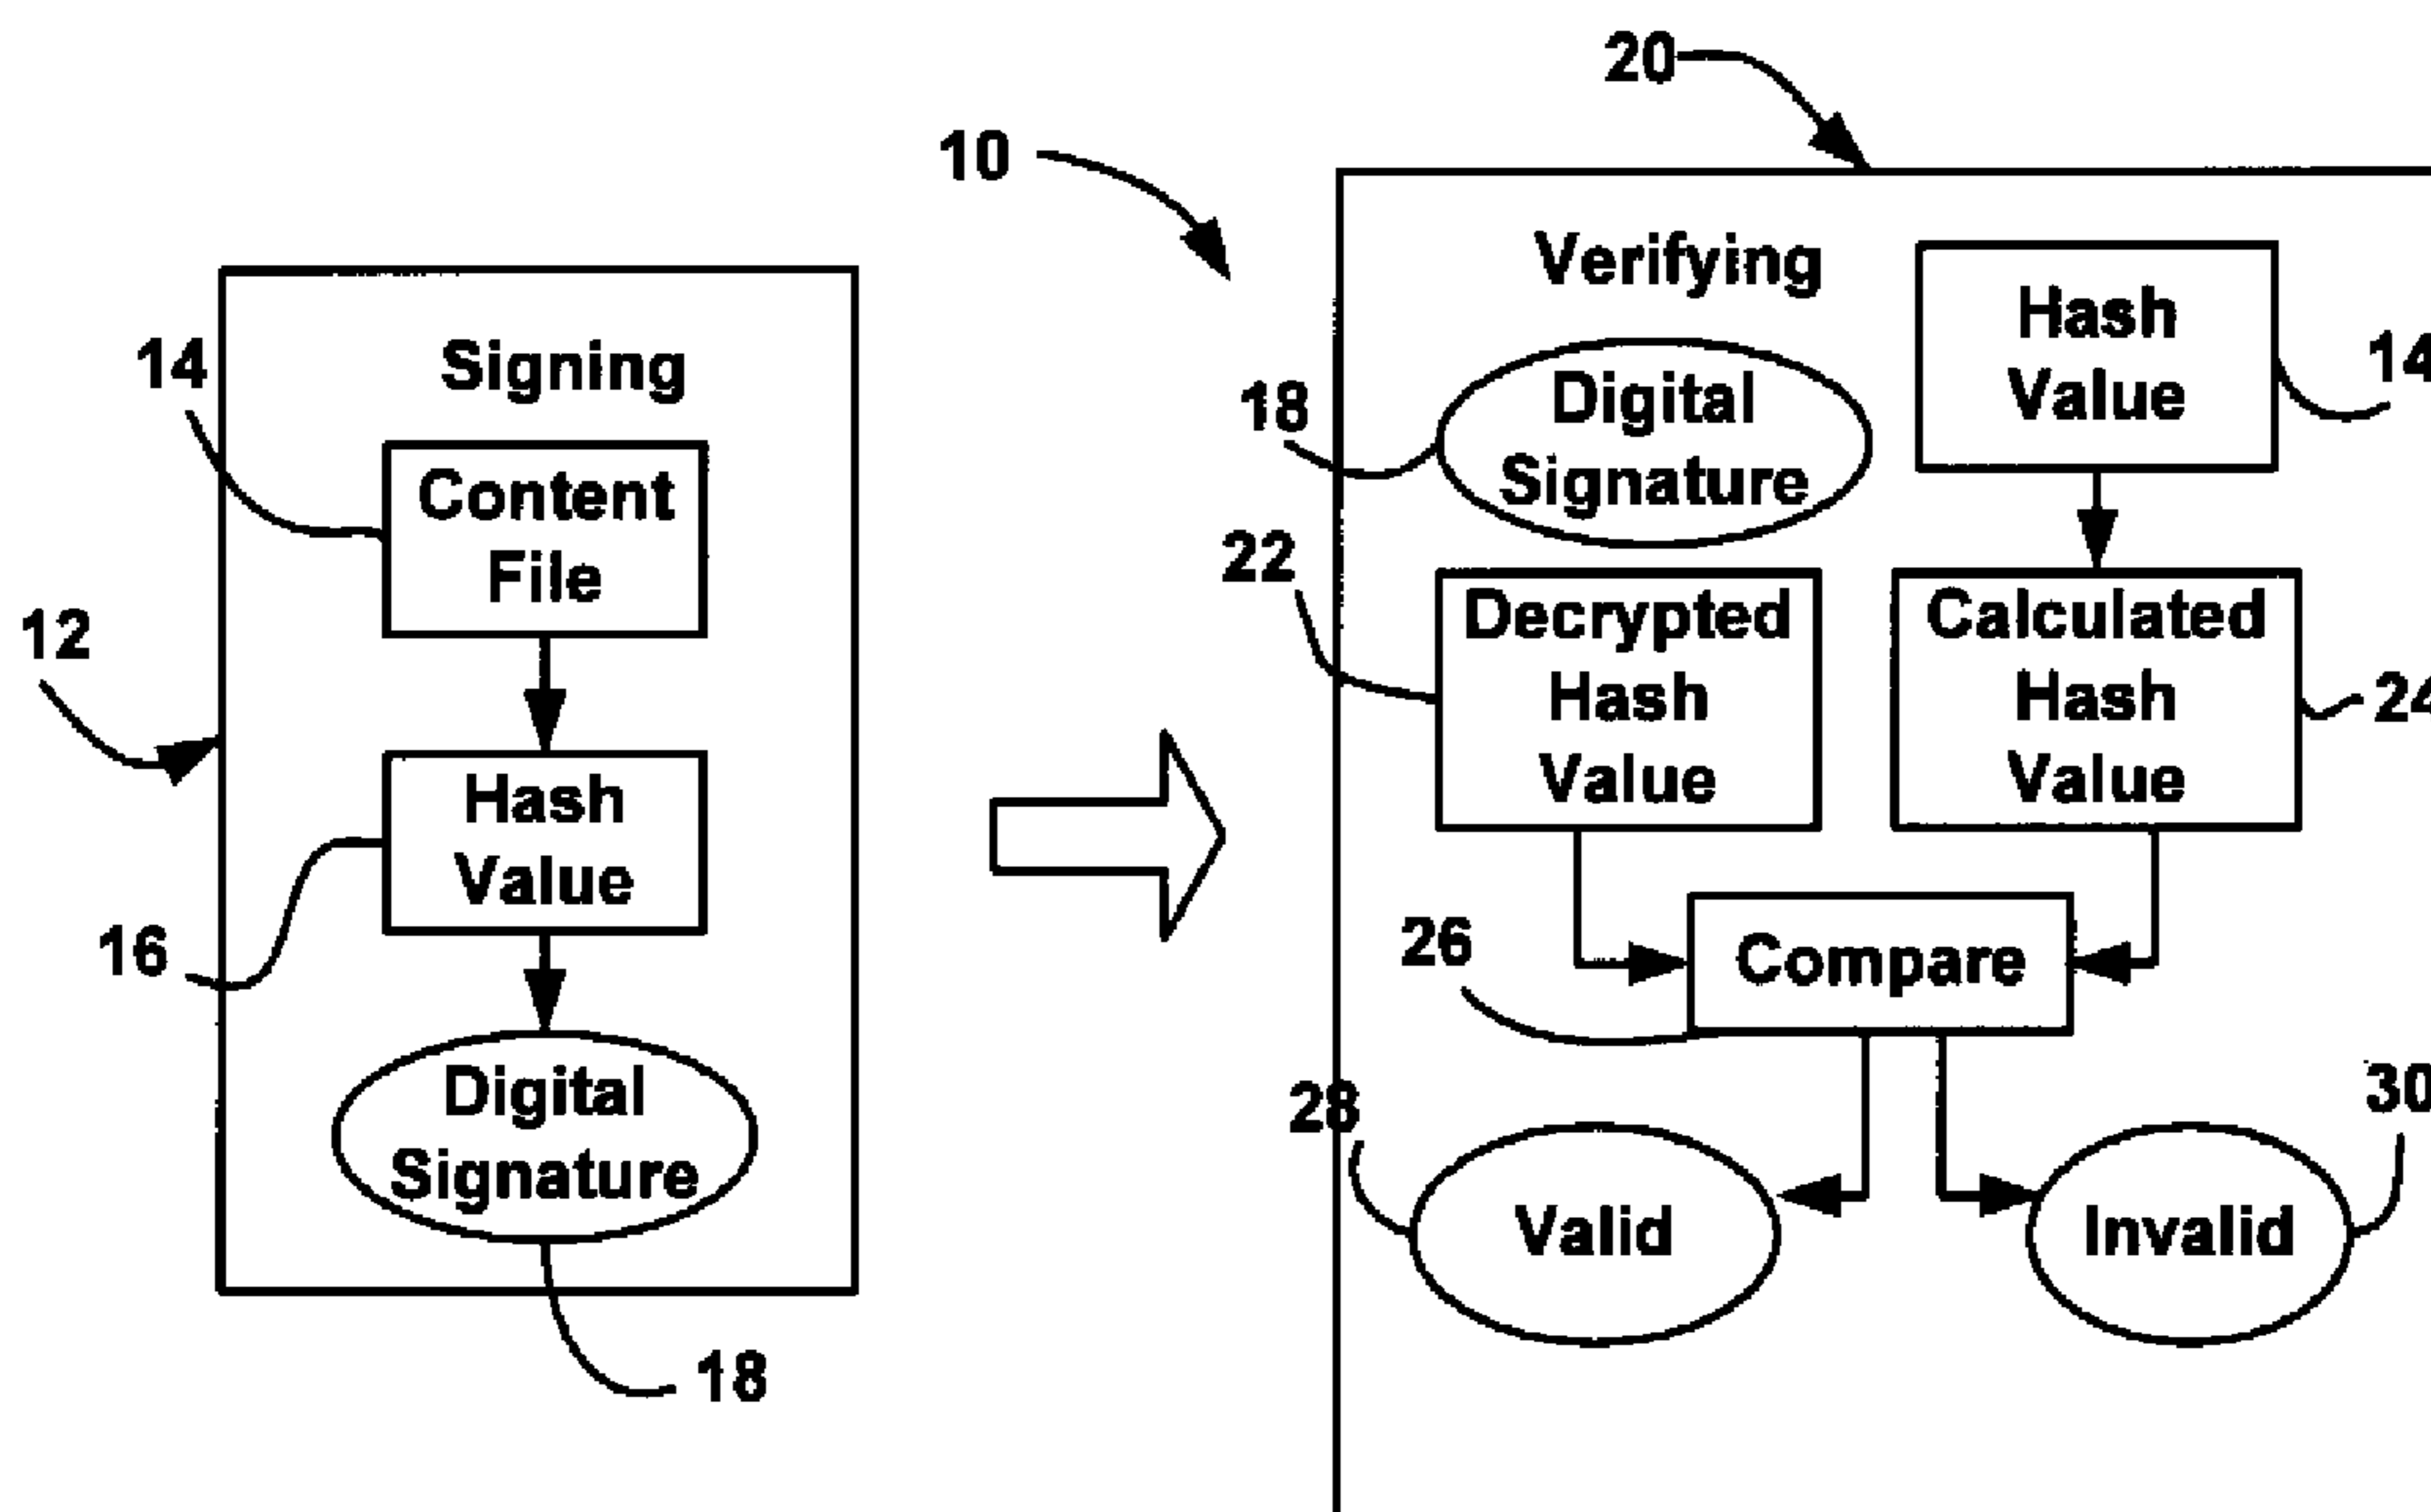 20
10
Signing
14
Content
File
12
Hash
Value
16
Digital
Signature
18
Verifying
Hash
Value
14
18
Digital
Signature
22
Decrypted
Hash
Value
Calculated
Hash
Value
24
26
Compare
28
Valid
30
Invalid